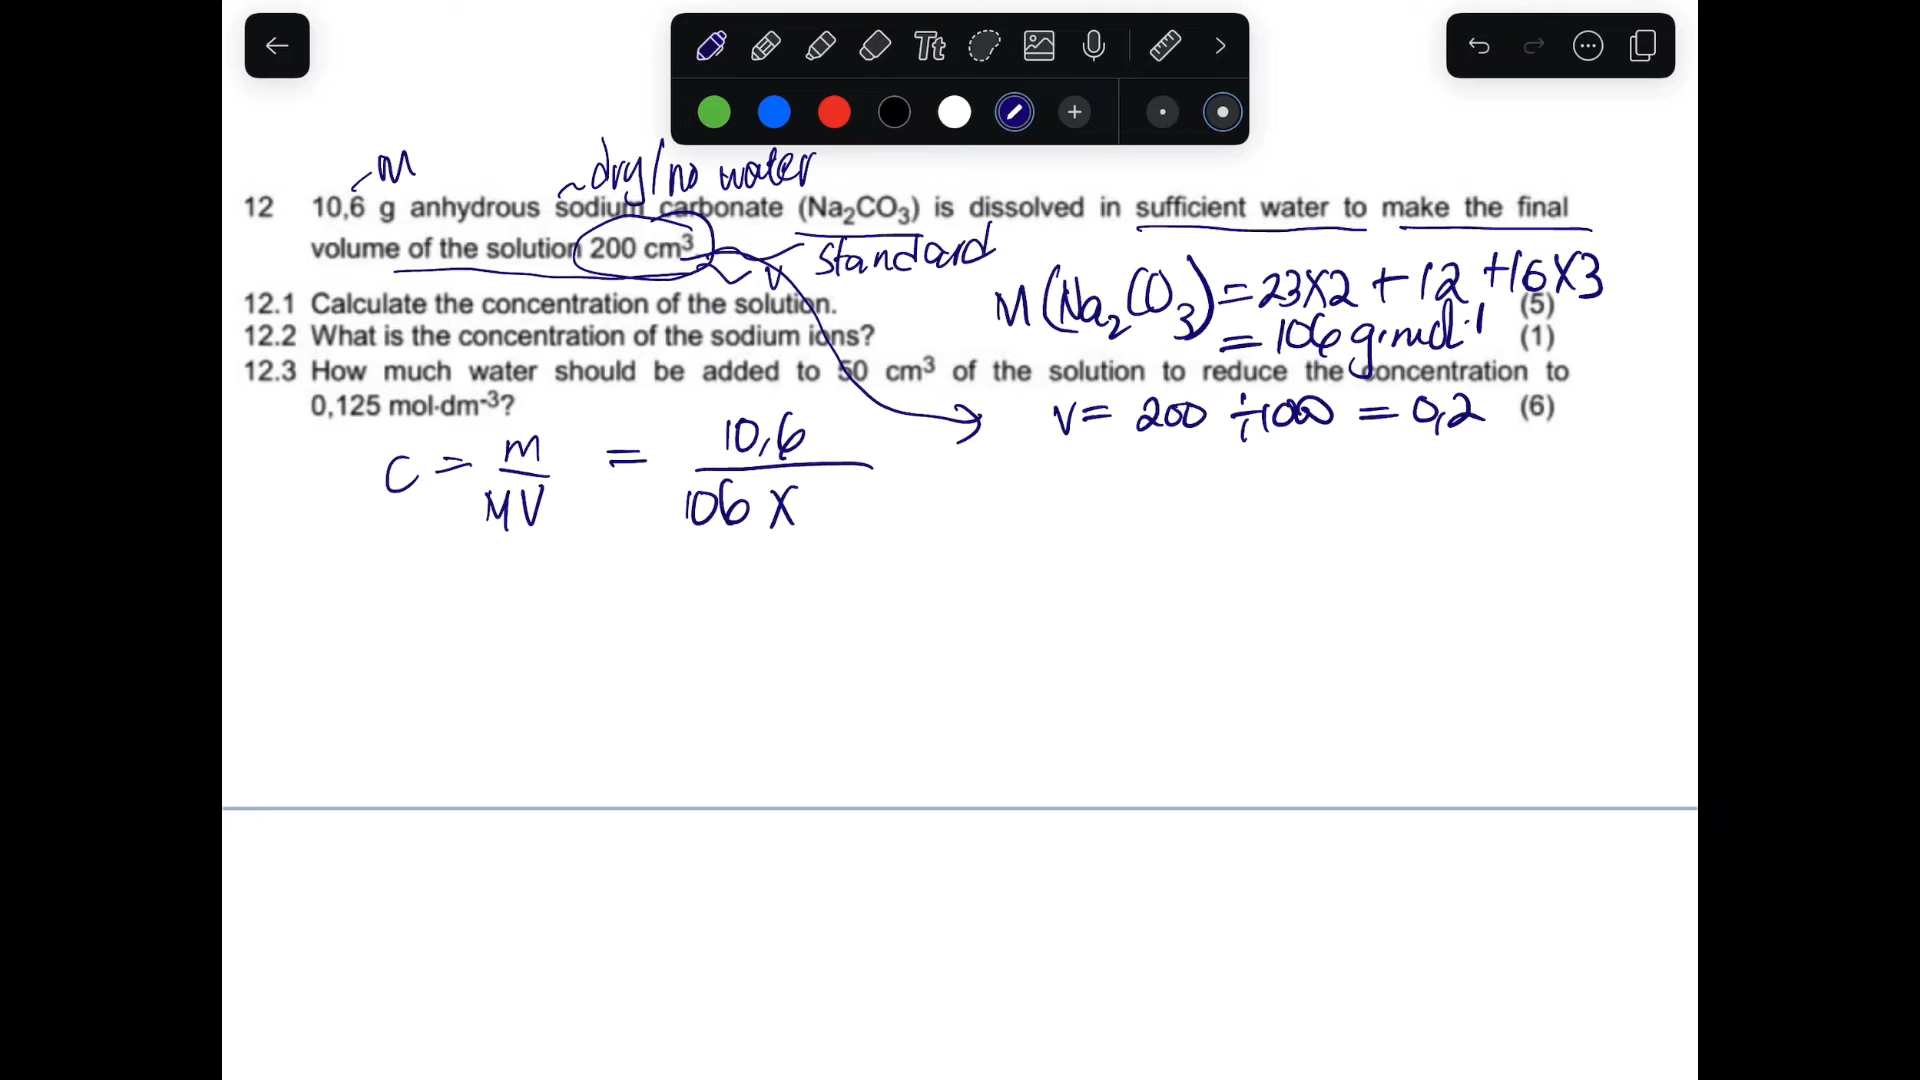 Tt
m
~ dry/no water
12 10,6 g anhydrous sodium carbonate (Na₂CO₃) is dissolved in sufficient water to make the final
volume of the solution 200 cm³
V
standard
M(Na₂CO₃) = 23X2 + 12 + 16X3
= 106 g.mol⁻¹
12.1 Calculate the concentration of the solution. (5)
12.2 What is the concentration of the sodium ions? (1)
12.3 How much water should be added to 50 cm³ of the solution to reduce the concentration to
0,125 mol·dm⁻³? (6)
V = 200 ÷1000 = 0,2
C = m/MV = 10,6/106 X